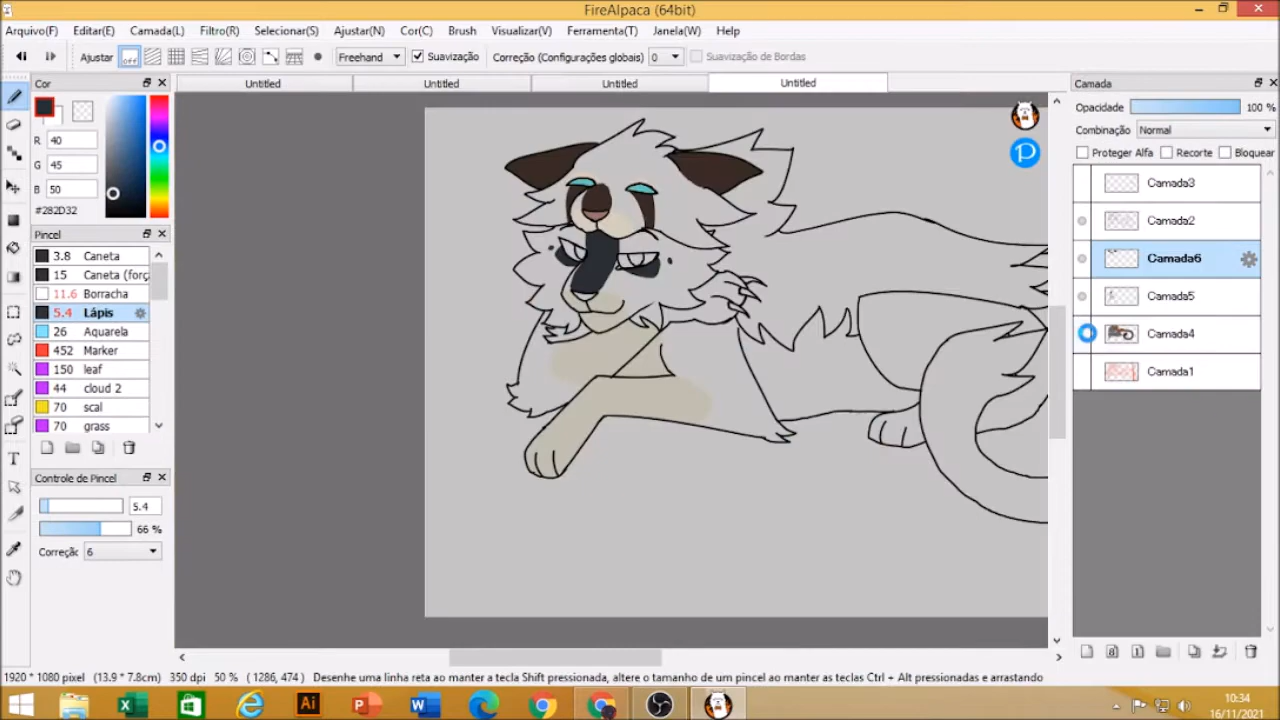 FireAlpaca (64bit)
Arquivo(F) Editar(E) Camada(L) Filtro(R) Selecionar(S) Ajustar(N) Cor(C) Brush Visualizar(V) Ferramenta(T) Janela(W) Help
Ajustar off Freehand Suavização Correção (Configurações globais) 0 Suavização de Bordas
Cor Untitled Untitled Untitled Untitled Camada
Opacidade 100 %
R 40
Combinação Normal
G 45
Proteger Alfa Recorte Bloquear
B 50
#282D32
Camada3
Camada2
Camada6
Camada5
Camada4
Camada1
Pincel
3.8 Caneta
15 Caneta (forç
11.6 Borracha
5.4 Lápis
26 Aquarela
452 Marker
150 leaf
44 cloud 2
70 scal
70 grass
Controle de Pincel
5.4
66 %
Correção 6
1920 * 1080 pixel (13.9 * 7.8cm) 350 dpi 50 % ( 1286, 474 ) Desenhe uma linha reta ao manter a tecla Shift pressionada, altere o tamanho de um pincel ao manter as teclas Ctrl + Alt pressionadas e arrastando
10:34
16/11/2021